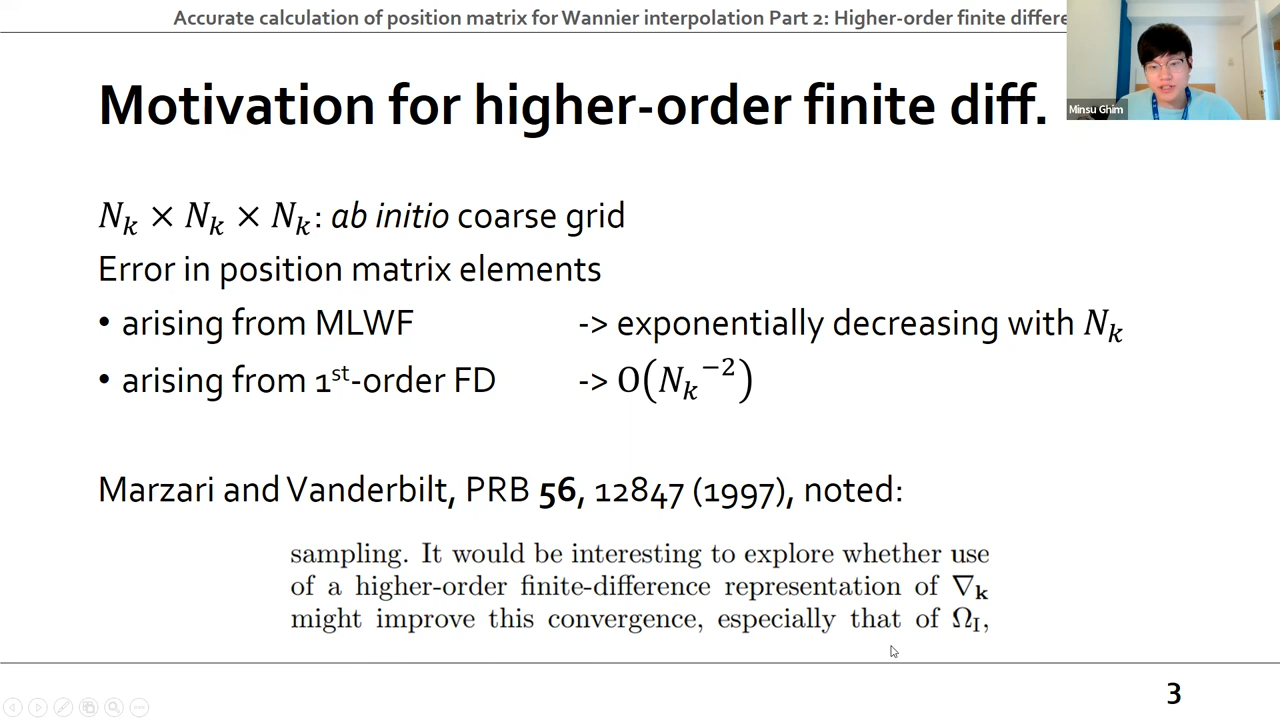 Accurate calculation of position matrix for Wannier interpolation Part 2: Higher-order finite differe
Minsu Ghim
Motivation for higher-order finite diff.
N_k × N_k × N_k: ab initio coarse grid
Error in position matrix elements
• arising from MLWF -> exponentially decreasing with N_k
• arising from 1st-order FD -> O(N_k^−2)
Marzari and Vanderbilt, PRB 56, 12847 (1997), noted:
sampling. It would be interesting to explore whether use
of a higher-order finite-difference representation of ∇_k
might improve this convergence, especially that of Ω_I,
3